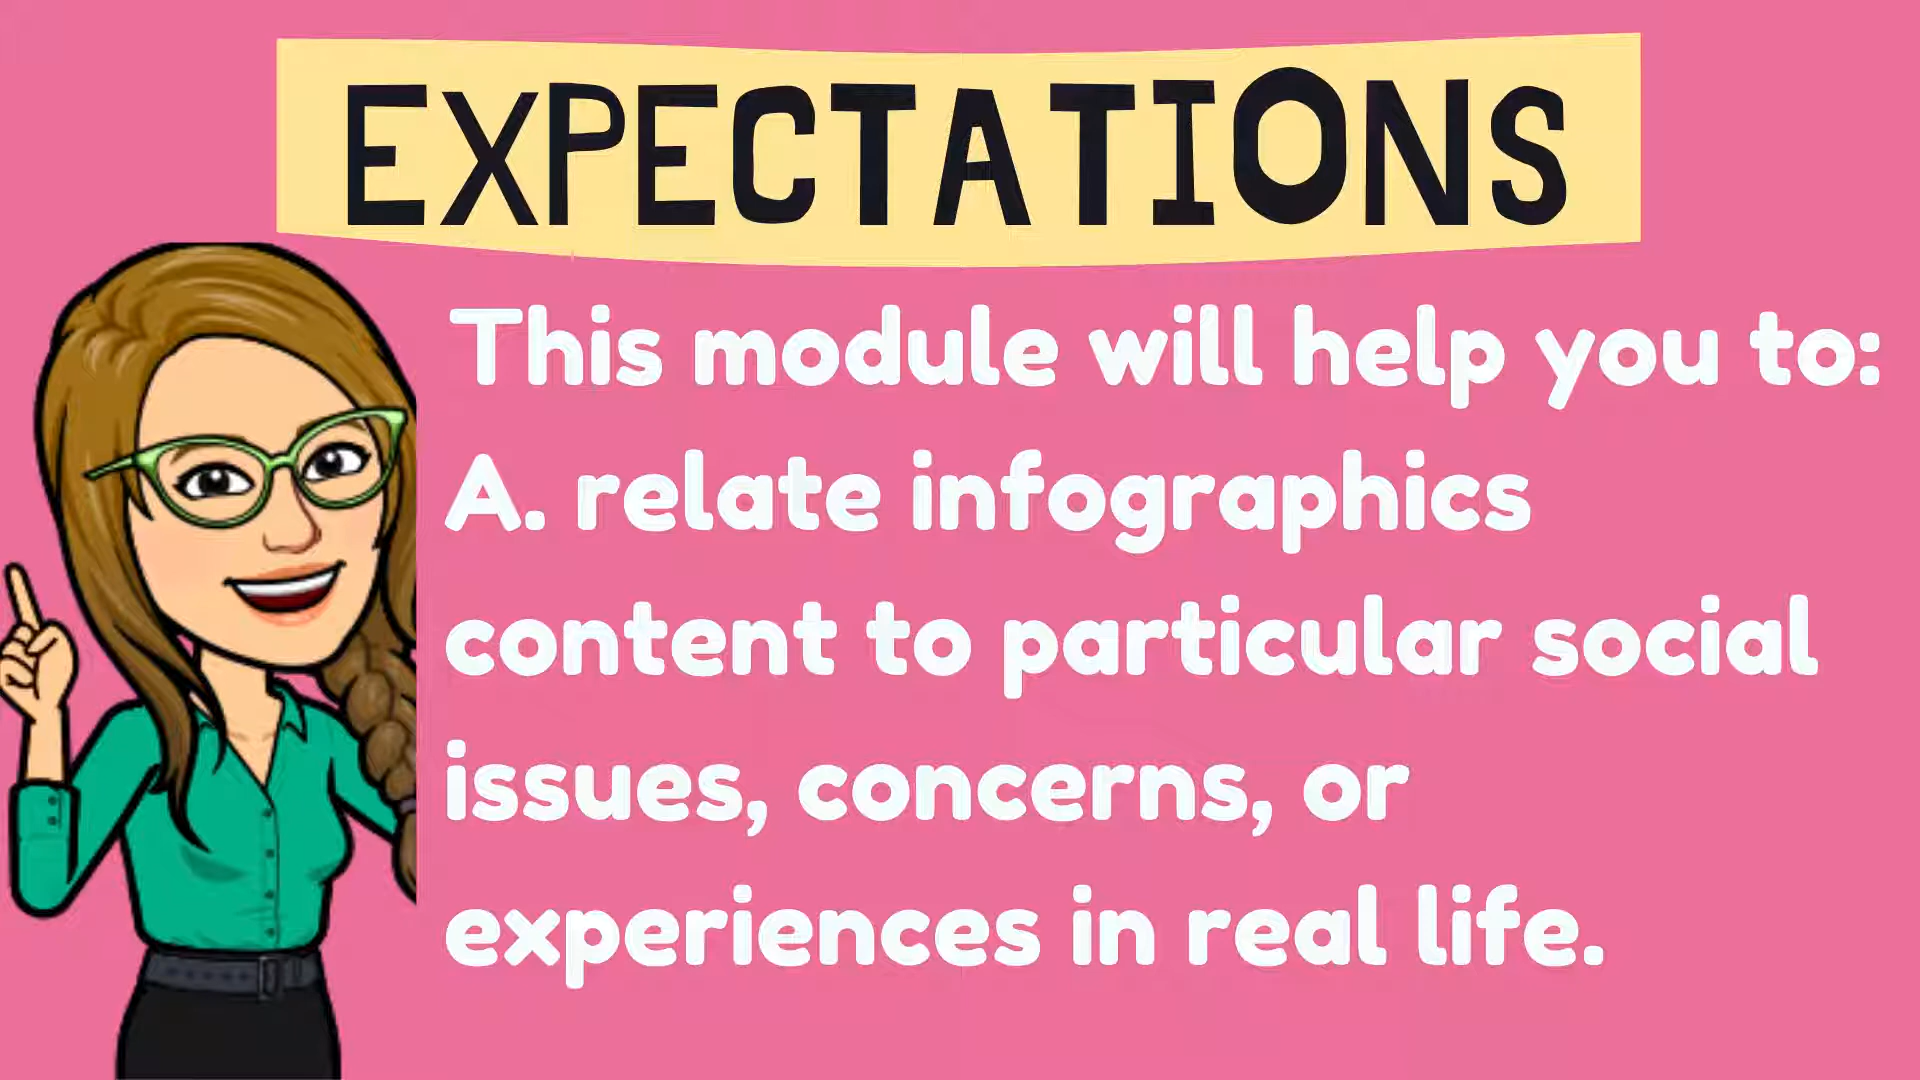 EXPECTATIONS
This module will help you to:
A. relate infographics
content to particular social
issues, concerns, or
experiences in real life.